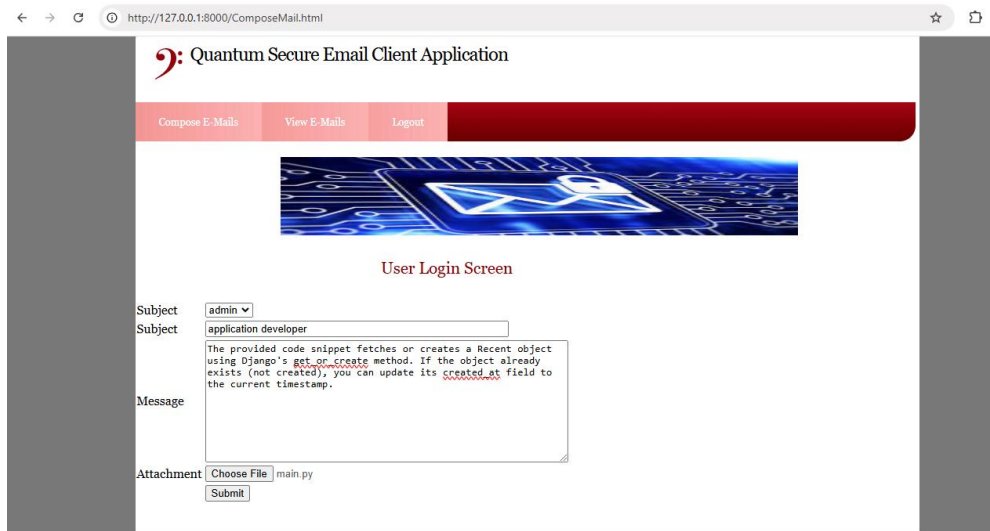 http://127.0.0.1:8000/ComposeMail.html
Quantum Secure Email Client Application
Compose E-Mails View E-Mails Logout
User Login Screen
Subject admin
Subject application developer
The provided code snippet fetches or creates a Recent object
using Django's get_or_create method. If the object already
exists (not created), you can update its created_at field to
the current timestamp.
Message
Attachment Choose File main.py
Submit